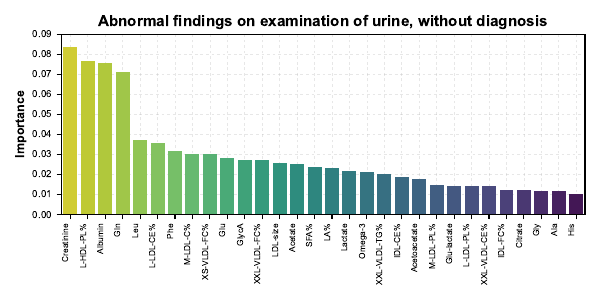 Abnormal findings on examination of urine, without diagnosis
Importance
0.09
0.08
0.07
0.06
0.05
0.04
0.03
0.02
0.01
0.00
Creatinine
L-HDL-PL%
Albumin
Gln
Leu
L-LDL-CE%
Phe
M-LDL-C%
XS-VLDL-FC%
Glu
GlycA
XXL-VLDL-FC%
LDL-size
Acetate
SFA%
LA%
Lactate
Omega-3
XXL-VLDL-TG%
IDL-CE%
Acetoacetate
M-LDL-PL%
Glu-lactate
L-LDL-PL%
XXL-VLDL-CE%
IDL-FC%
Citrate
Gly
Ala
His